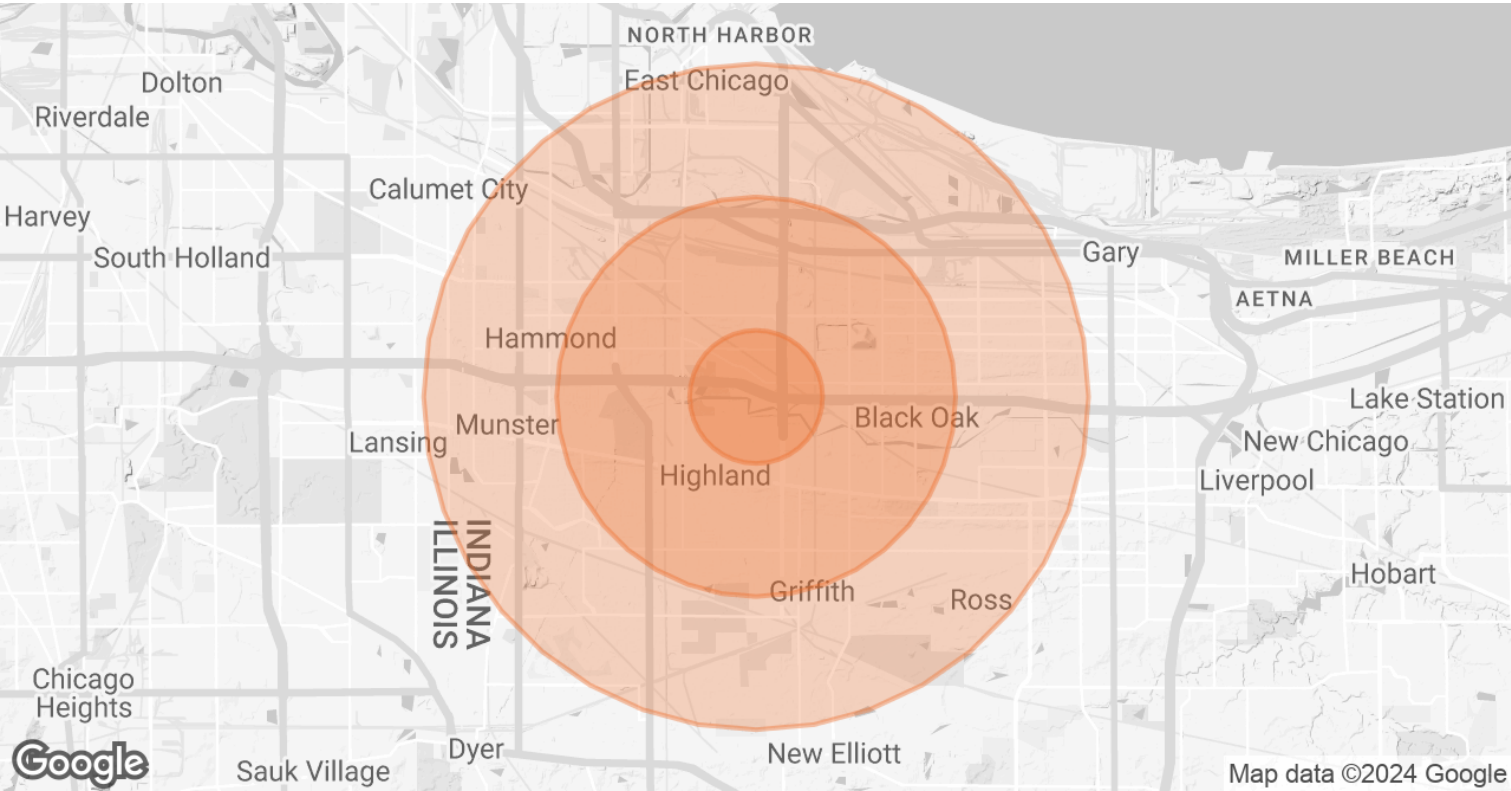 NORTH HARBOR
East Chicago
Dolton
Riverdale
Calumet City
Harvey
South Holland
Gary
MILLER BEACH
AETNA
Hammond
Lake Station
Black Oak
Munster
Lansing
New Chicago
Highland
Liverpool
INDIANA
ILLINOIS
Hobart
Griffith
Ross
Chicago
Heights
Dyer
New Elliott
Google
Sauk Village
Map data ©2024 Google